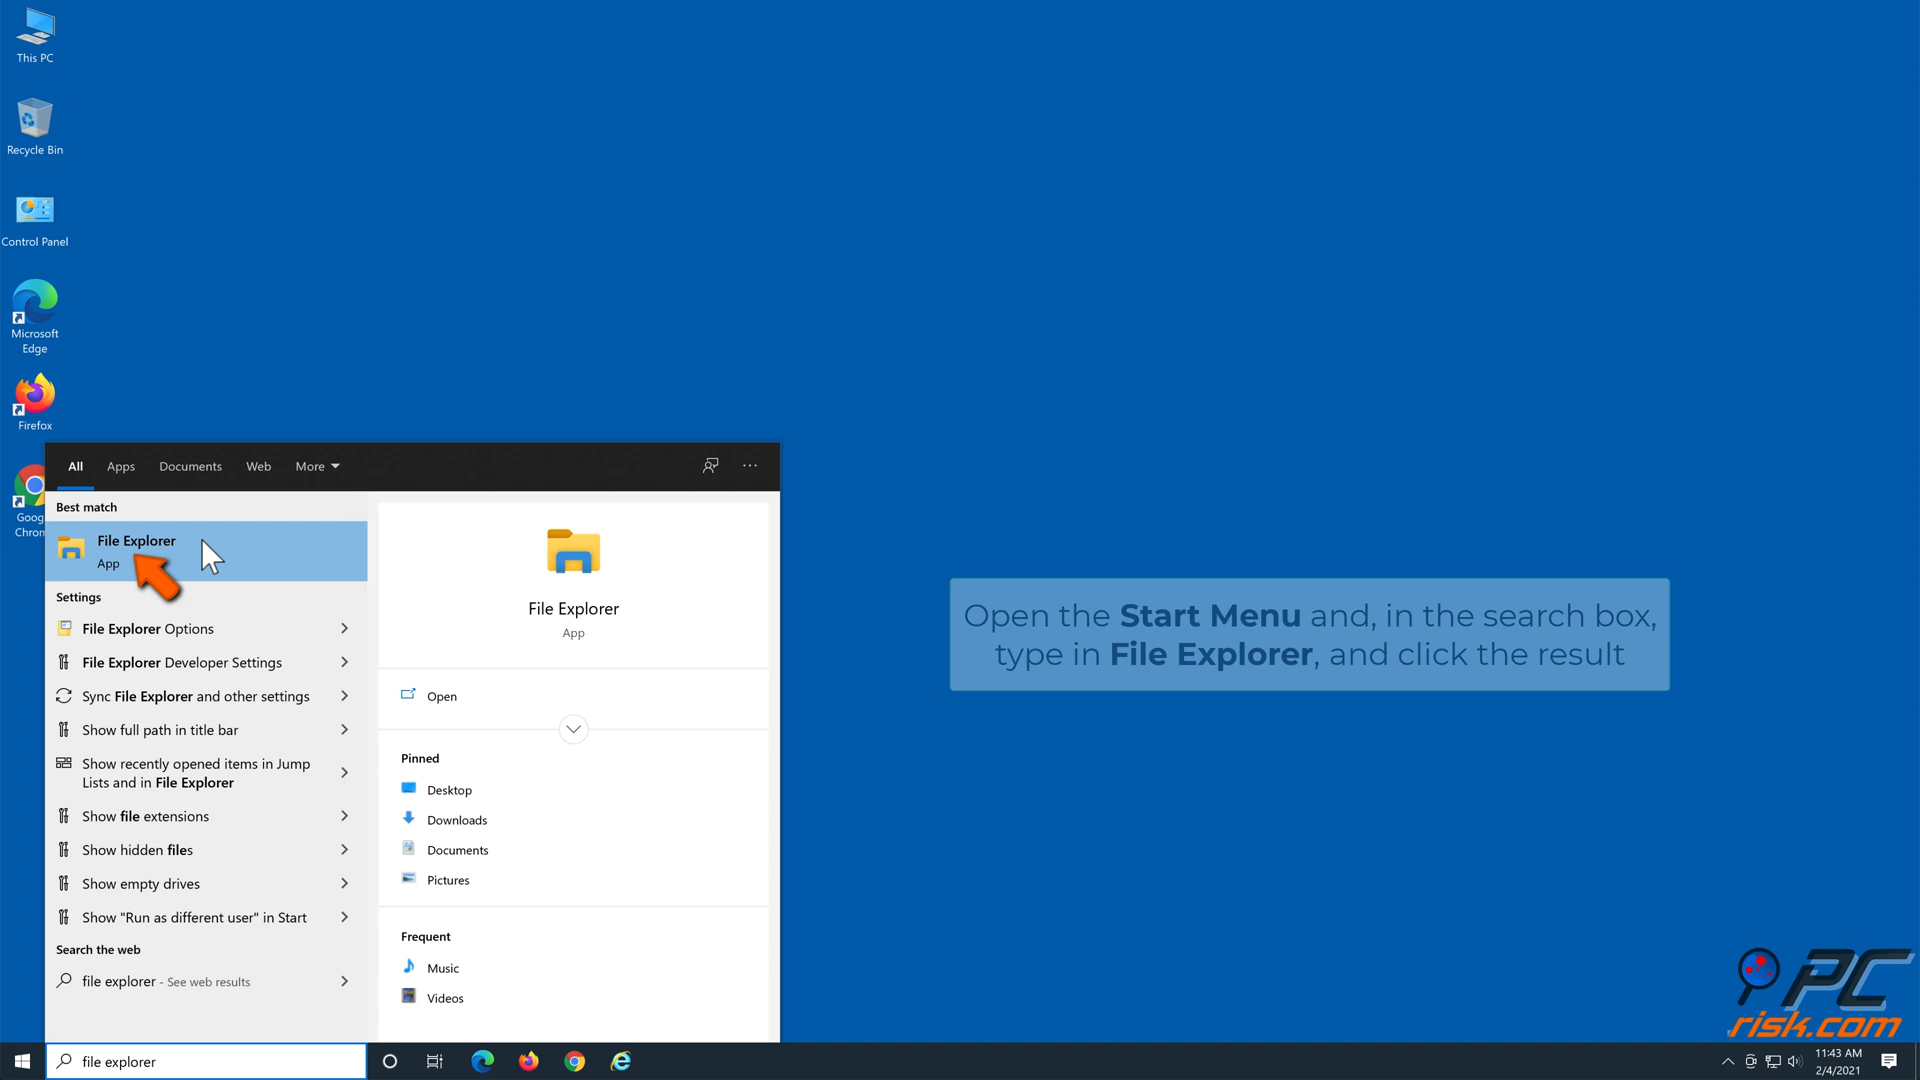 This PC
Recycle Bin
Control Panel
Microsoft
Edge
Firefox
Goog
Chrom
All
Apps
Documents
Web
More
Best match
File Explorer
App
Settings
File Explorer Options
File Explorer Developer Settings
Sync File Explorer and other settings
Show full path in title bar
Show recently opened items in Jump
Lists and in File Explorer
Show file extensions
Show hidden files
Show empty drives
Show "Run as different user" in Start
Search the web
file explorer - See web results
file explorer
File Explorer
App
Open
Pinned
Desktop
Downloads
Documents
Pictures
Frequent
Music
Videos
Open the Start Menu and, in the search box,
type in File Explorer, and click the result
PC
risk.com
11:43 AM
2/4/2021